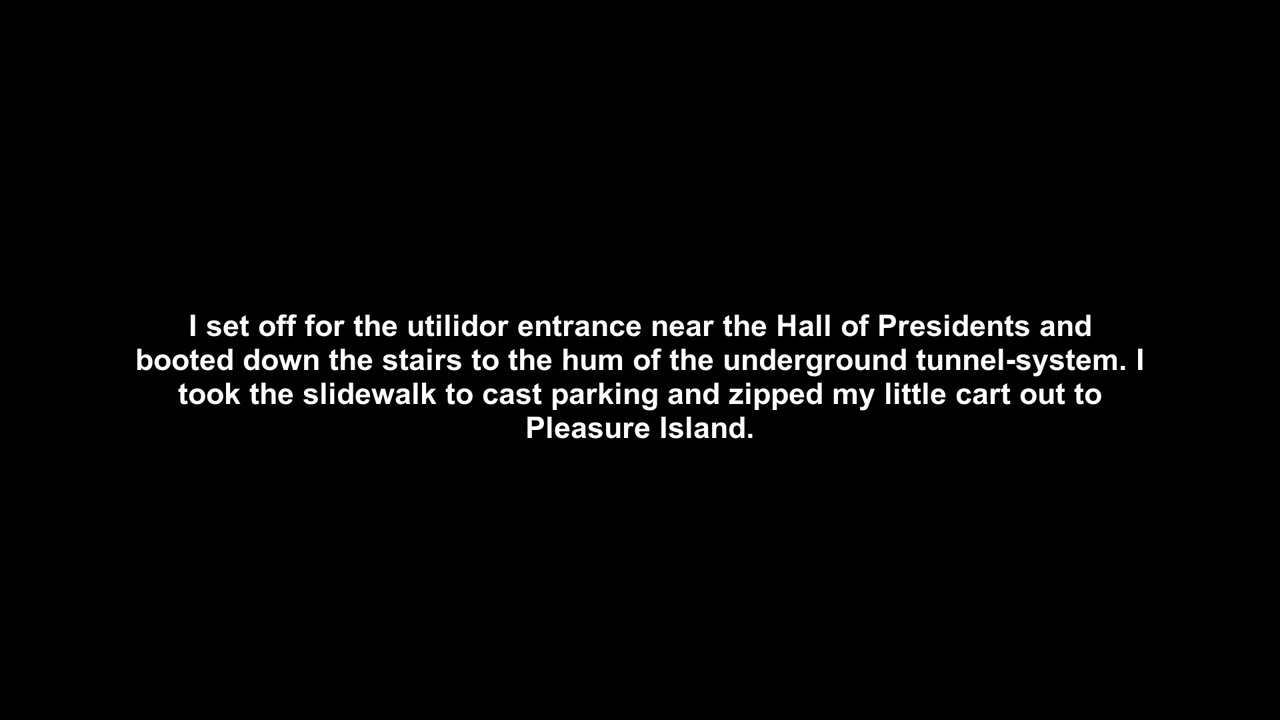 I set off for the utilidor entrance near the Hall of Presidents and
booted down the stairs to the hum of the underground tunnel-system. I
took the slidewalk to cast parking and zipped my little cart out to
Pleasure Island.